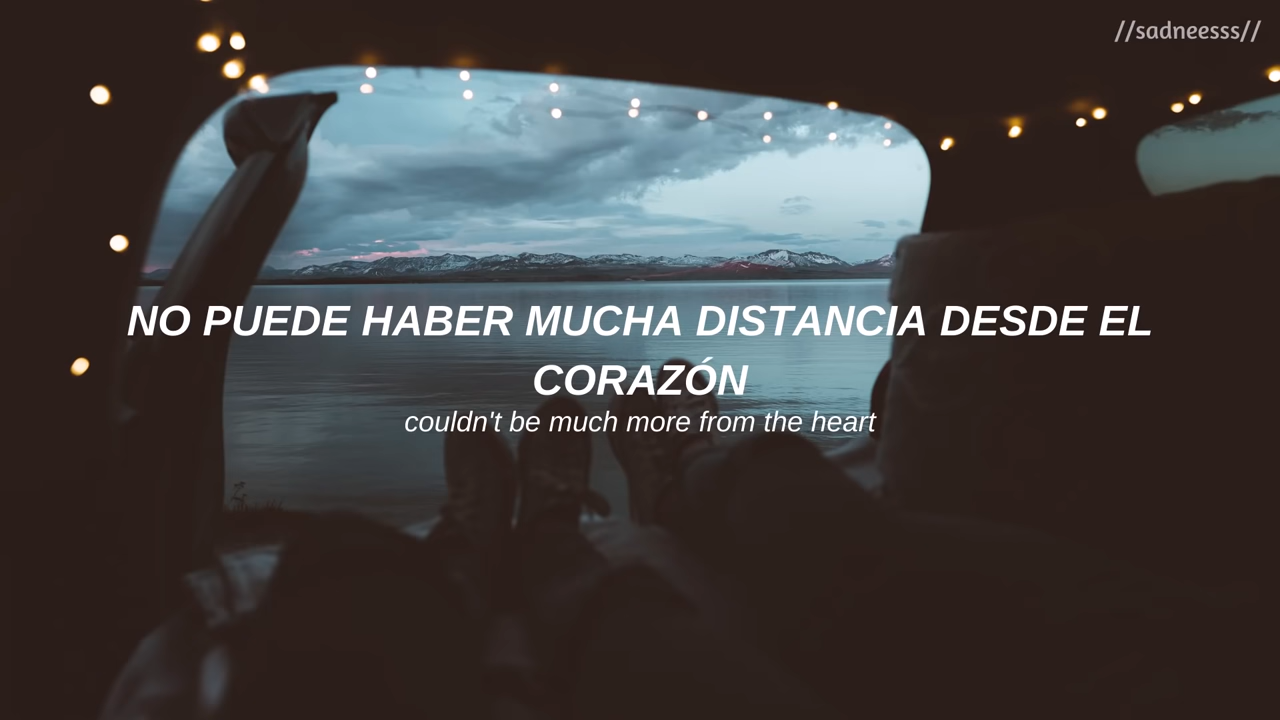 //sadneesss//
NO PUEDE HABER MUCHA DISTANCIA DESDE EL
CORAZÓN
couldn't be much more from the heart